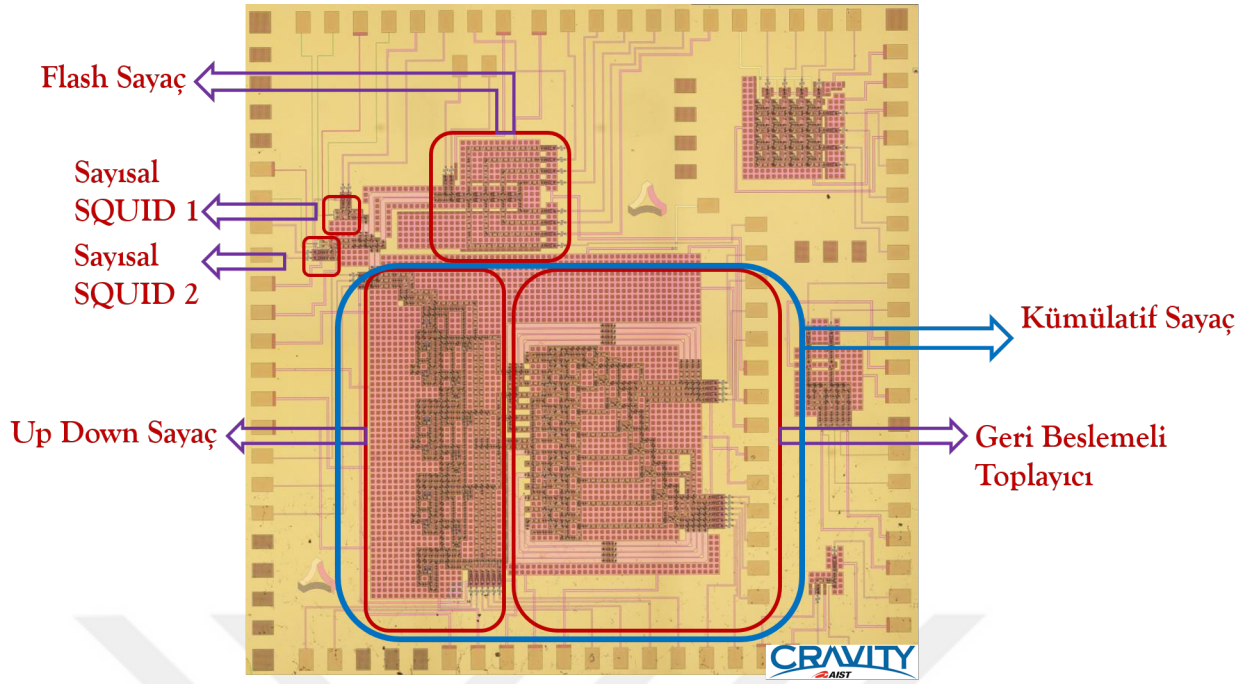 Flash Sayaç
Sayısal
SQUID 1
Sayısal
SQUID 2
Kümülatif Sayaç
Up Down Sayaç
Geri Beslemeli
Toplayıcı
CRAVITY
AIST